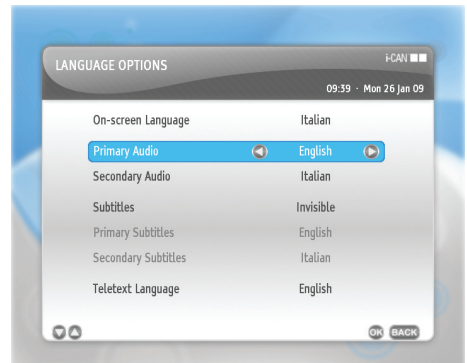 LANGUAGE OPTIONS
i-CAN
09:39 · Mon 26 Jan 09
On-screen Language Italian
Primary Audio English
Secondary Audio Italian
Subtitles Invisible
Primary Subtitles English
Secondary Subtitles Italian
Teletext Language English
OK BACK